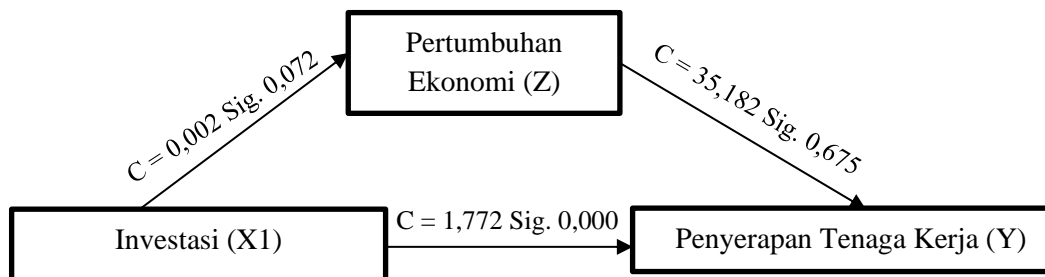 Pertumbuhan
Ekonomi (Z)
C = 0,002 Sig. 0,072
C = 35,182 Sig. 0,675
Investasi (X1)
C = 1,772 Sig. 0,000
Penyerapan Tenaga Kerja (Y)